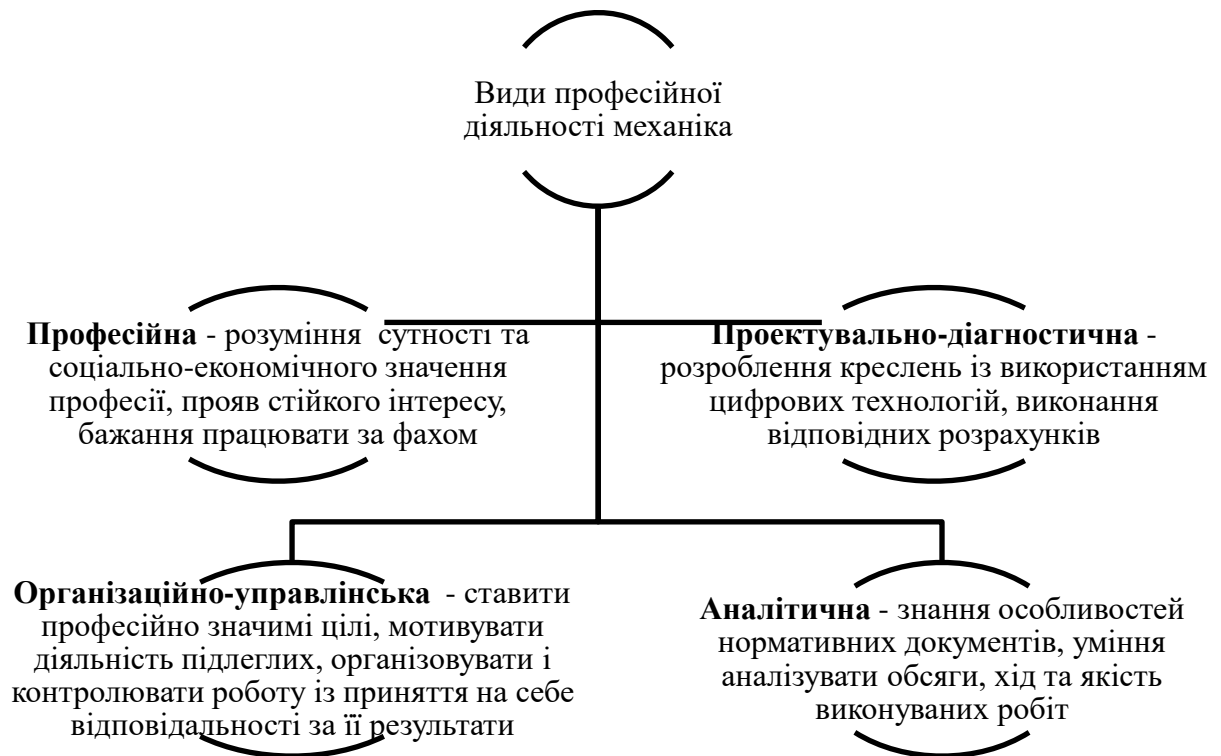 Види професійної
діяльності механіка
Професійна - розуміння сутності та
соціально-економічного значення
професії, прояв стійкого інтересу,
бажання працювати за фахом
Проектувально-діагностична -
розроблення креслень із використанням
цифрових технологій, виконання
відповідних розрахунків
Організаційно-управлінська - ставити
професійно значимі цілі, мотивувати
діяльність підлеглих, організовувати і
контролювати роботу із приняття на себе
відповідальності за її результати
Аналітична - знання особливостей
нормативних документів, уміння
аналізувати обсяги, хід та якість
виконуваних робіт